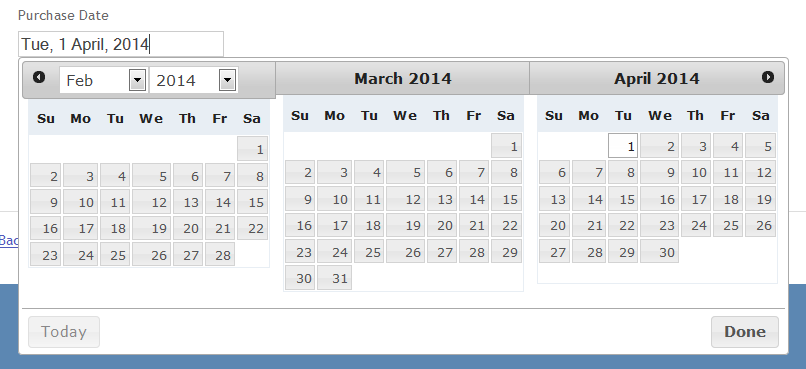 Purchase Date
Tue, 1 April, 2014
Feb 2014 March 2014 April 2014
Su Mo Tu We Th Fr Sa Su Mo Tu We Th Fr Sa Su Mo Tu We Th Fr Sa
1 1 1 2 3 4 5
2 3 4 5 6 7 8 2 3 4 5 6 7 8 6 7 8 9 10 11 12
9 10 11 12 13 14 15 9 10 11 12 13 14 15 13 14 15 16 17 18 19
16 17 18 19 20 21 22 16 17 18 19 20 21 22 20 21 22 23 24 25 26
Bac
23 24 25 26 27 28 23 24 25 26 27 28 29 27 28 29 30
30 31
Today Done